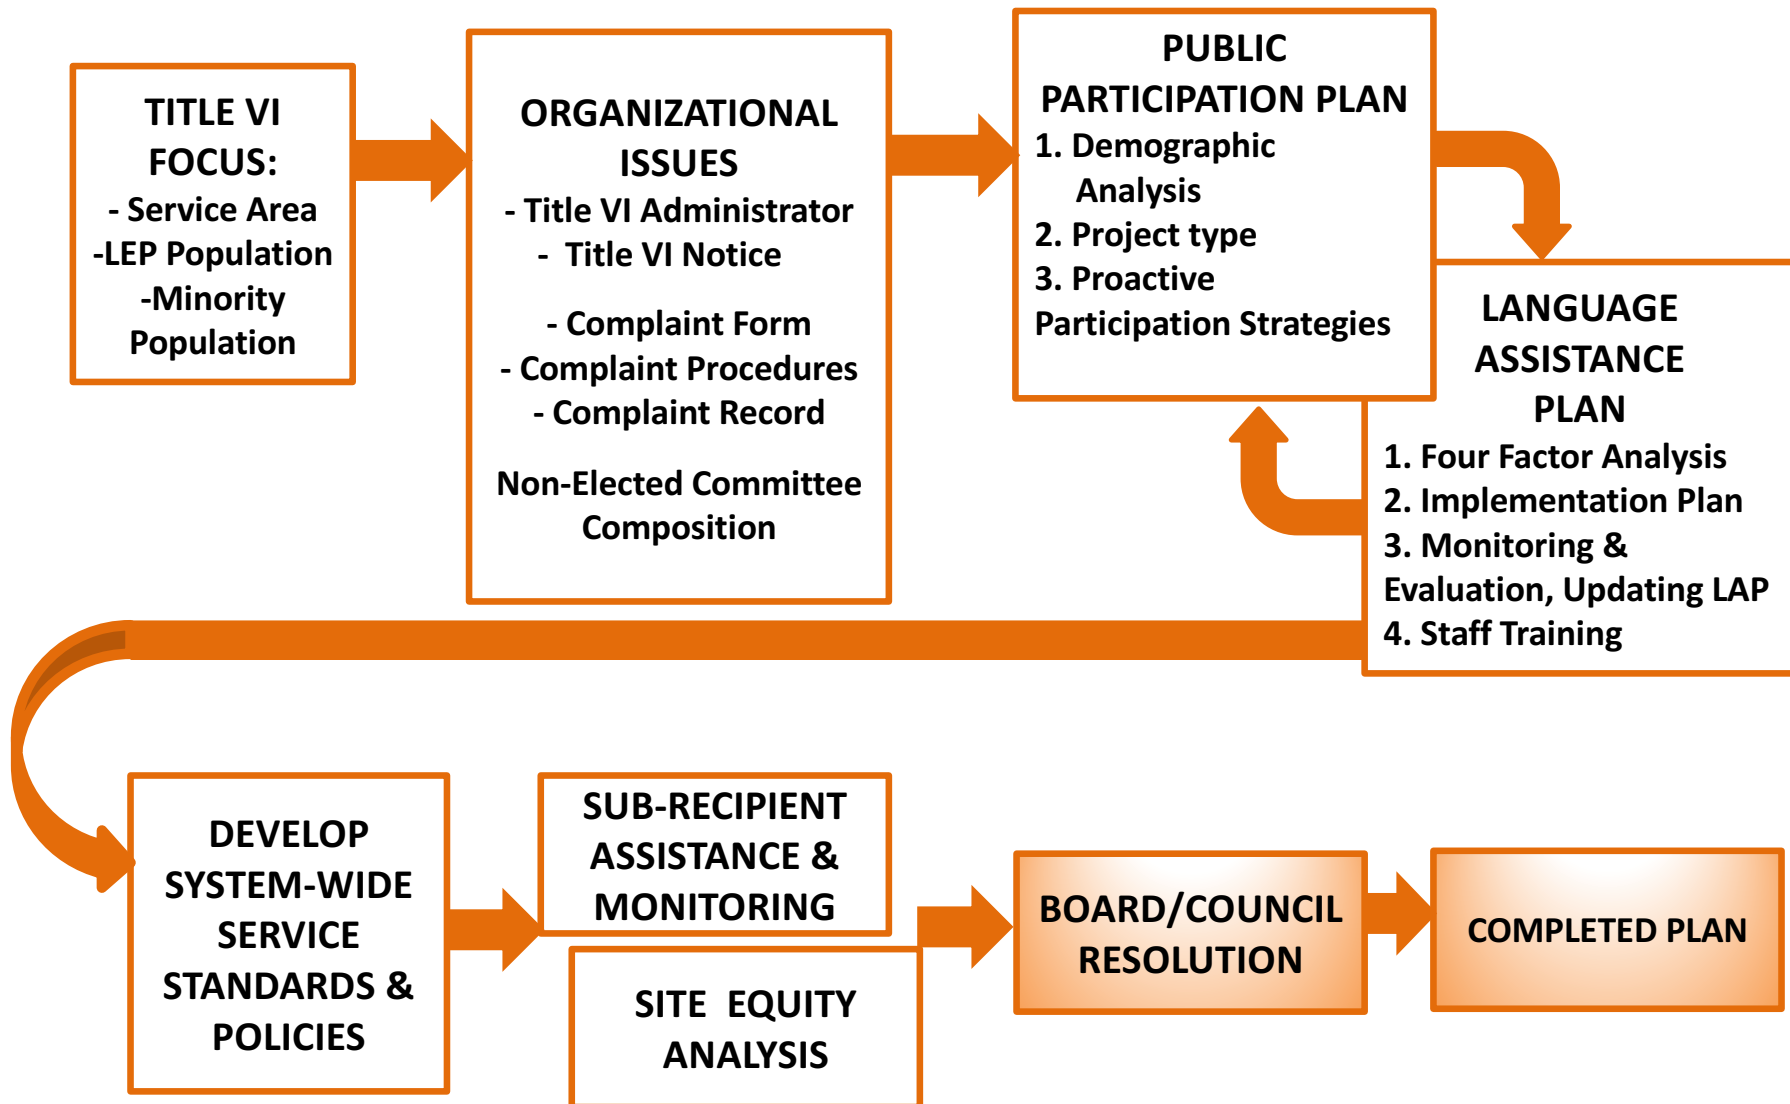 TITLE VI
FOCUS:
- Service Area
-LEP Population
-Minority
Population
ORGANIZATIONAL
ISSUES
- Title VI Administrator
- Title VI Notice
- Complaint Form
- Complaint Procedures
- Complaint Record
Non-Elected Committee
Composition
PUBLIC
PARTICIPATION PLAN
1. Demographic
Analysis
2. Project type
3. Proactive
Participation Strategies
LANGUAGE
ASSISTANCE
PLAN
1. Four Factor Analysis
2. Implementation Plan
3. Monitoring &
Evaluation, Updating LAP
4. Staff Training
DEVELOP
SYSTEM-WIDE
SERVICE
STANDARDS &
POLICIES
SUB-RECIPIENT
ASSISTANCE &
MONITORING
SITE EQUITY
ANALYSIS
BOARD/COUNCIL
RESOLUTION
COMPLETED PLAN